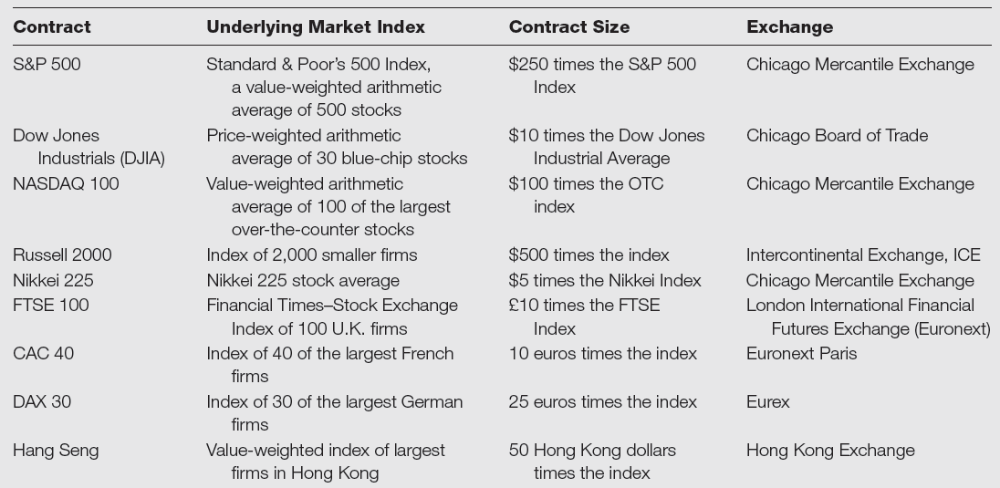 Contract Underlying Market Index Contract Size Exchange
S&P 500 Standard & Poor’s 500 Index, $250 times the S&P 500 Chicago Mercantile Exchange
a value-weighted arithmetic Index
average of 500 stocks
Dow Jones Price-weighted arithmetic $10 times the Dow Jones Chicago Board of Trade
Industrials (DJIA) average of 30 blue-chip stocks Industrial Average
NASDAQ 100 Value-weighted arithmetic $100 times the OTC Chicago Mercantile Exchange
average of 100 of the largest index
over-the-counter stocks
Russell 2000 Index of 2,000 smaller firms $500 times the index Intercontinental Exchange, ICE
Nikkei 225 Nikkei 225 stock average $5 times the Nikkei Index Chicago Mercantile Exchange
FTSE 100 Financial Times–Stock Exchange £10 times the FTSE London International Financial
Index of 100 U.K. firms Index Futures Exchange (Euronext)
CAC 40 Index of 40 of the largest French 10 euros times the index Euronext Paris
firms
DAX 30 Index of 30 of the largest German 25 euros times the index Eurex
firms
Hang Seng Value-weighted index of largest 50 Hong Kong dollars Hong Kong Exchange
firms in Hong Kong times the index